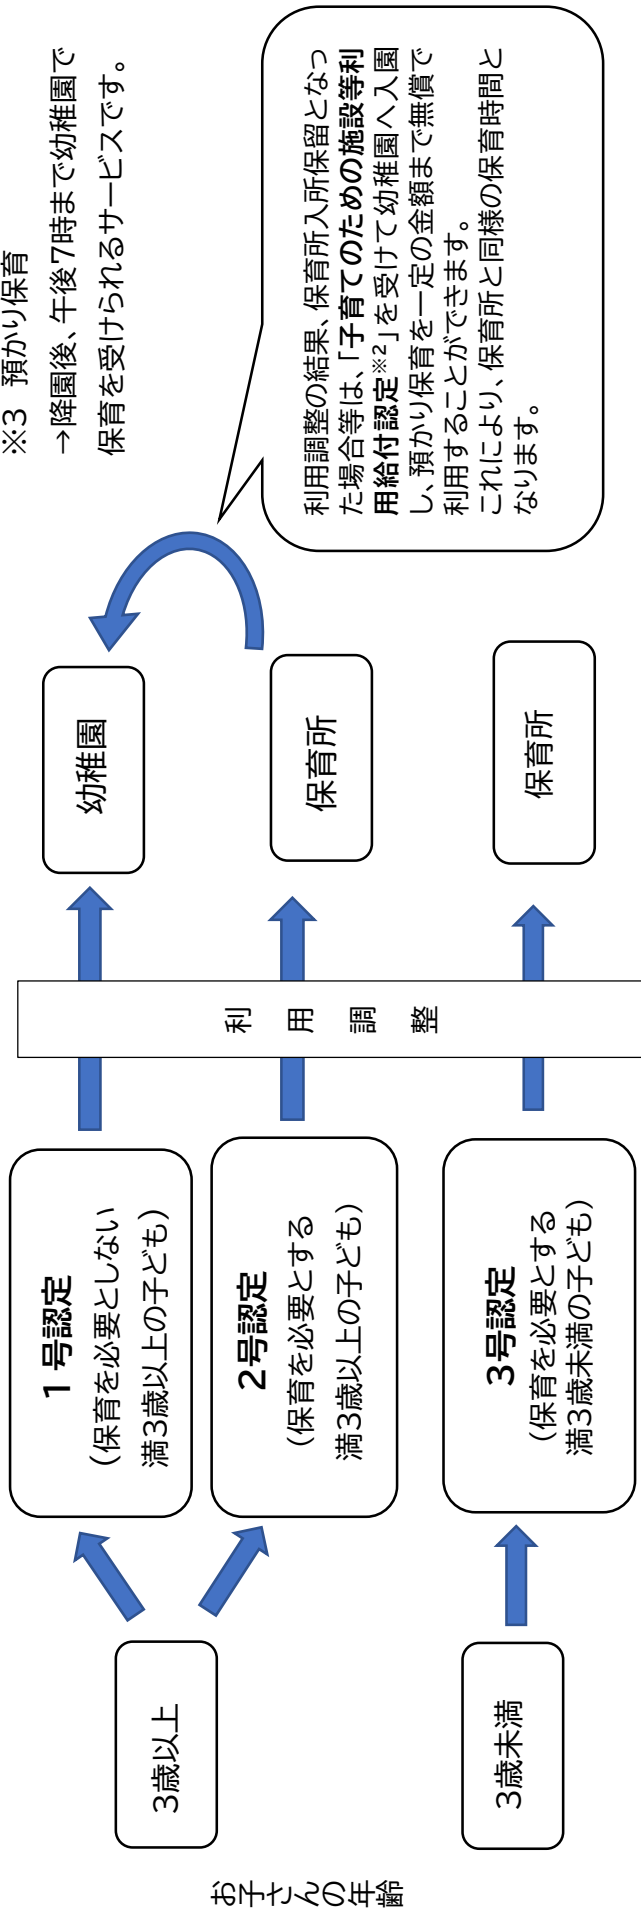 お子さんの年齢
3歳以上
3歳未満
1号認定
（保育を必要としない
満3歳以上の子ども）
2号認定
（保育を必要とする
満3歳以上の子ども）
3号認定
（保育を必要とする
満3歳未満の子ども）
利用調整
幼稚園
保育所
保育所
※3　預かり保育
→降園後、午後7時まで幼稚園で
保育を受けられるサービスです。
利用調整の結果、保育所入所保留となっ
た場合等は、「子育てのための施設等利
用給付認定※2」を受けて幼稚園へ入園
し、預かり保育を一定の金額まで無償で
利用することができます。
これにより、保育所と同様の保育時間と
なります。